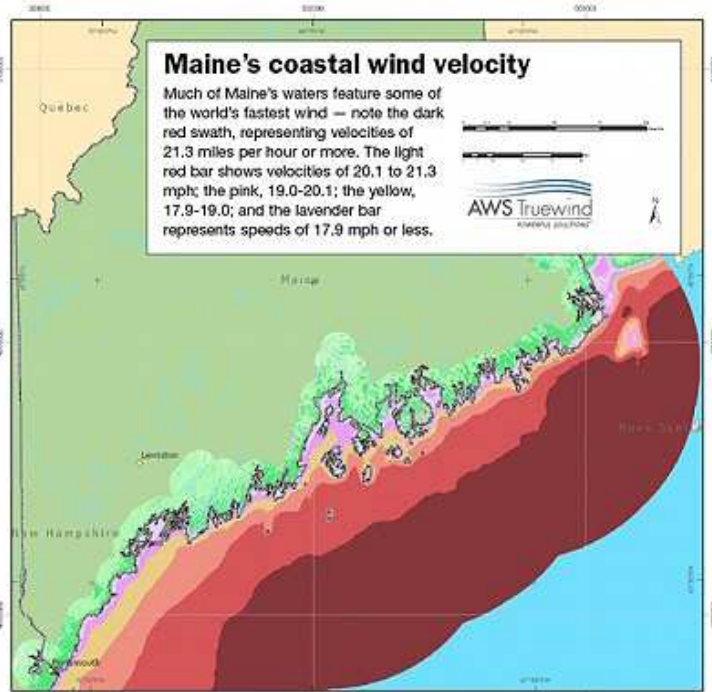 Maine's coastal wind velocity
Much of Maine's waters feature some of
the world's fastest wind — note the dark
red swath, representing velocities of
21.3 miles per hour or more. The light
red bar shows velocities of 20.1 to 21.3
mph; the pink, 19.0-20.1; the yellow,
17.9-19.0; and the lavender bar
represents speeds of 17.9 mph or less.
AWS Truewind
N
Quebec
Maine
Lewiston
New Hampshire
Portsmouth